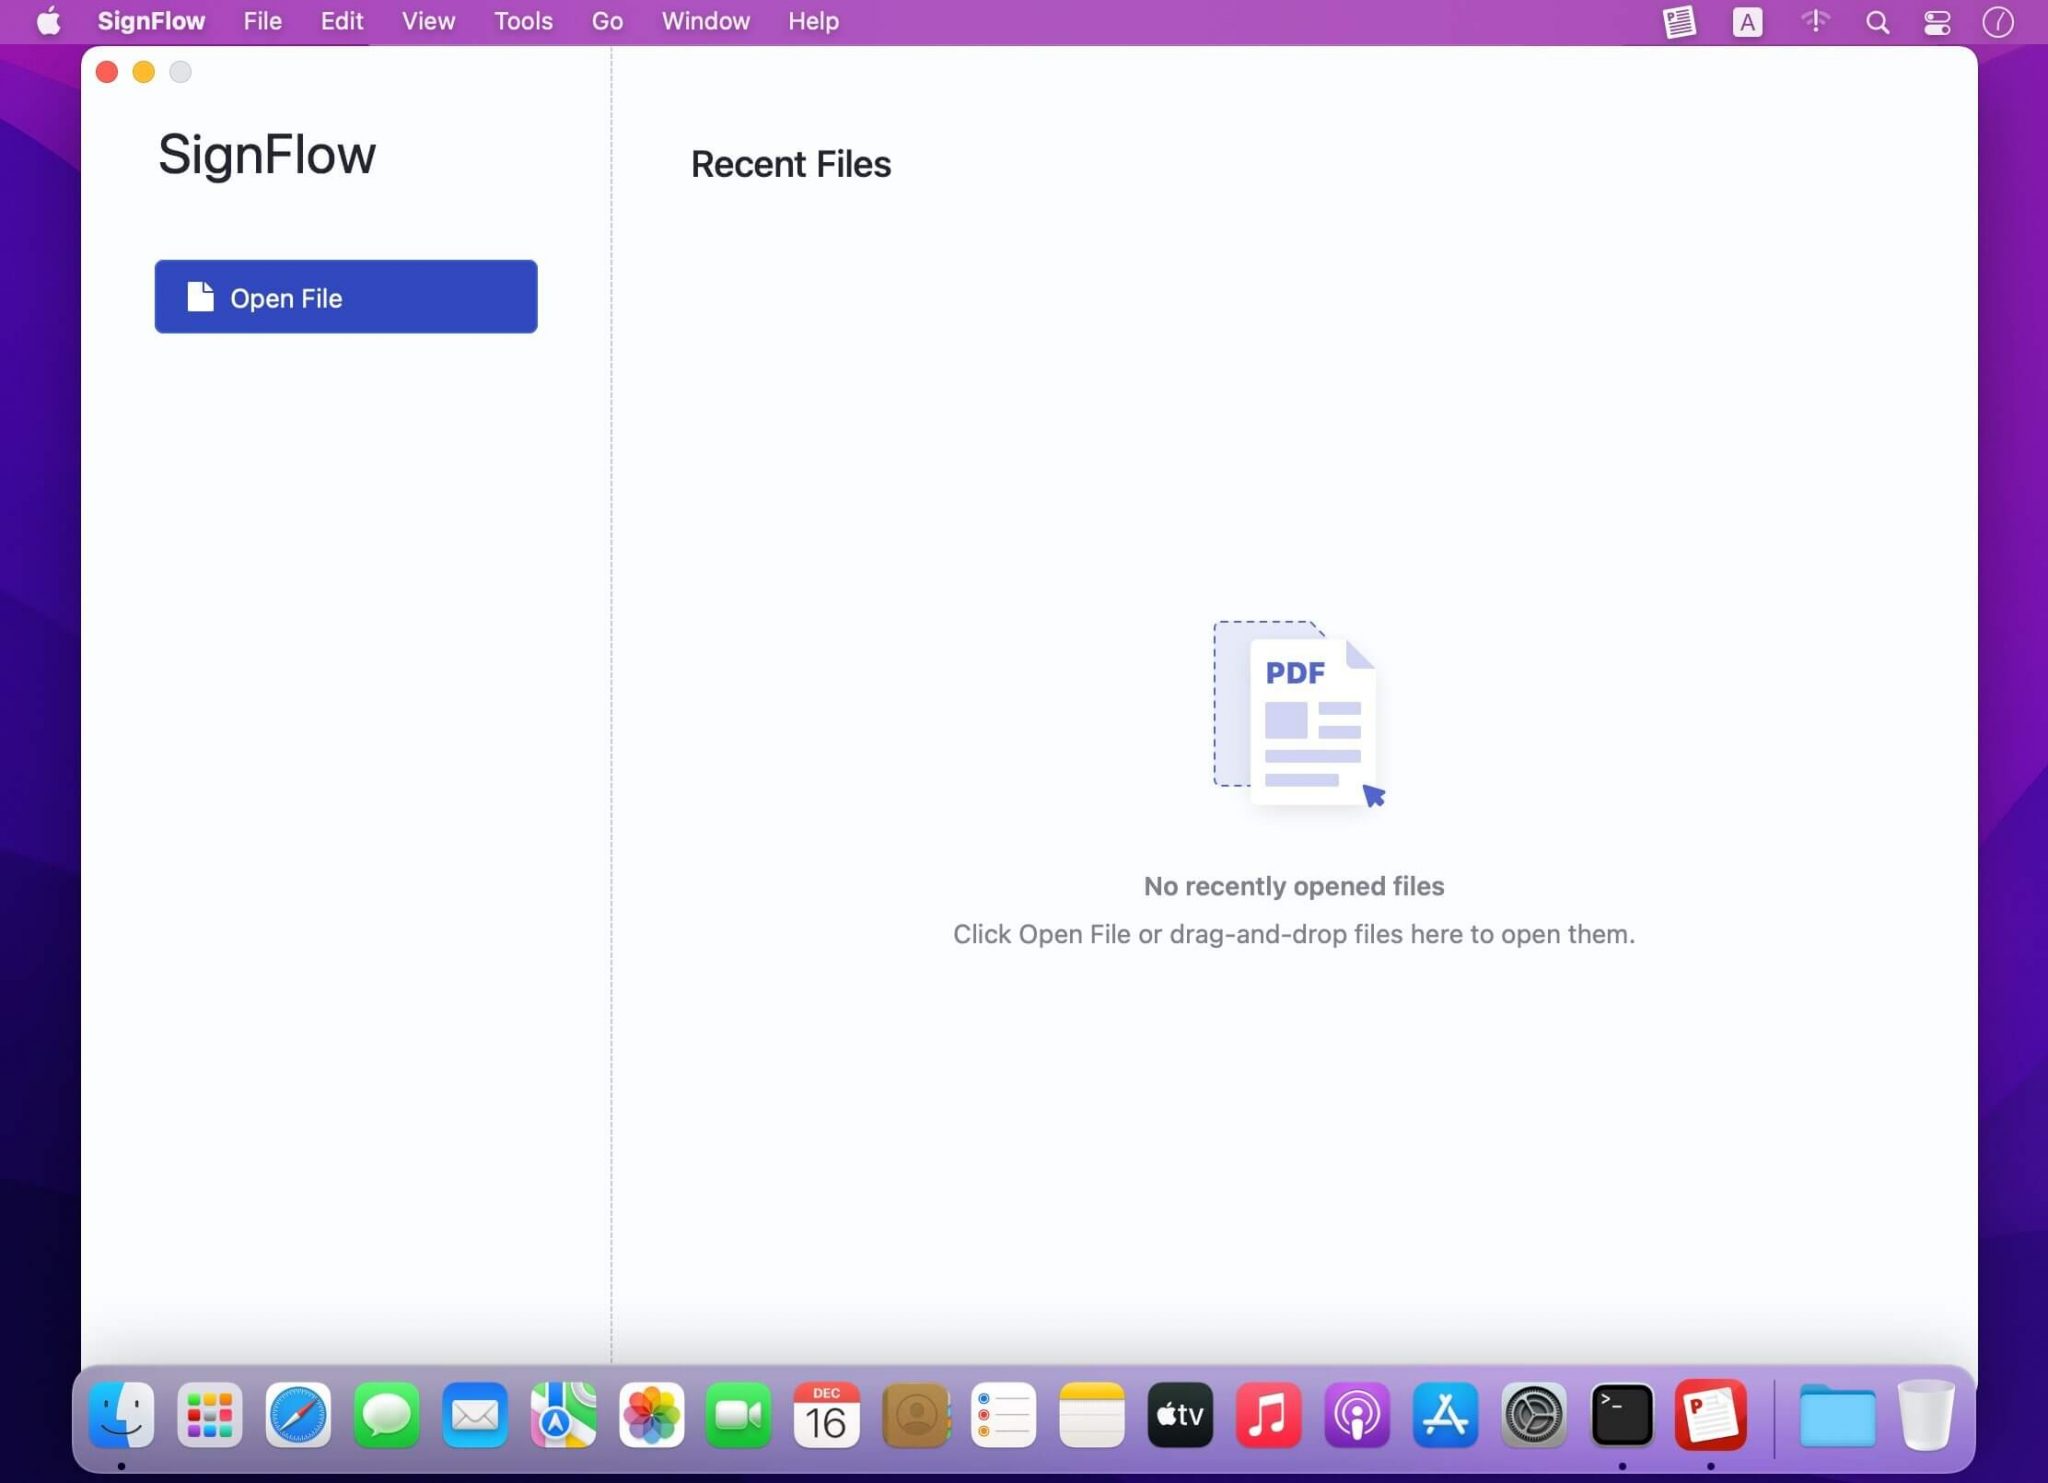 SignFlow File Edit View Tools Go Window Help
A
SignFlow
Open File
Recent Files
PDF
No recently opened files
Click Open File or drag-and-drop files here to open them.
DEC
16
tv
>_
P